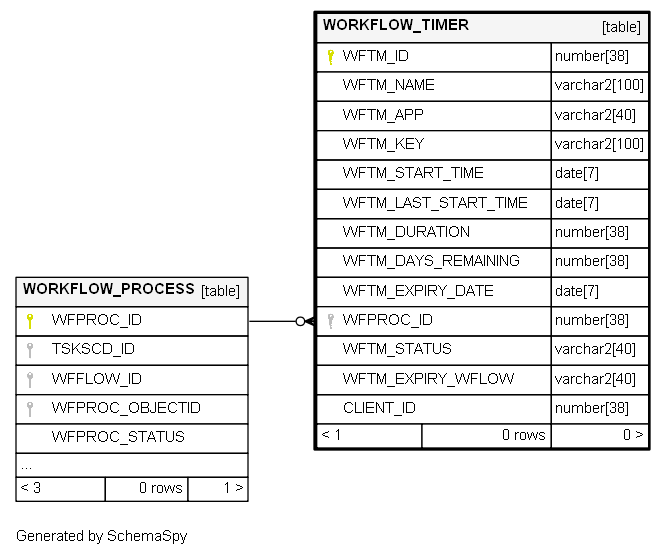 WORKFLOW_TIMER [table]
WFTM_ID number[38]
WFTM_NAME varchar2[100]
WFTM_APP varchar2[40]
WFTM_KEY varchar2[100]
WFTM_START_TIME date[7]
WFTM_LAST_START_TIME date[7]
WFTM_DURATION number[38]
WFTM_DAYS_REMAINING number[38]
WFTM_EXPIRY_DATE date[7]
WFPROC_ID number[38]
WFTM_STATUS varchar2[40]
WFTM_EXPIRY_WFLOW varchar2[40]
CLIENT_ID number[38]
< 1 0 rows 0 >
WORKFLOW_PROCESS [table]
WFPROC_ID
TSKSCD_ID
WFFLOW_ID
WFPROC_OBJECTID
WFPROC_STATUS
...
< 3 0 rows 1 >
Generated by SchemaSpy